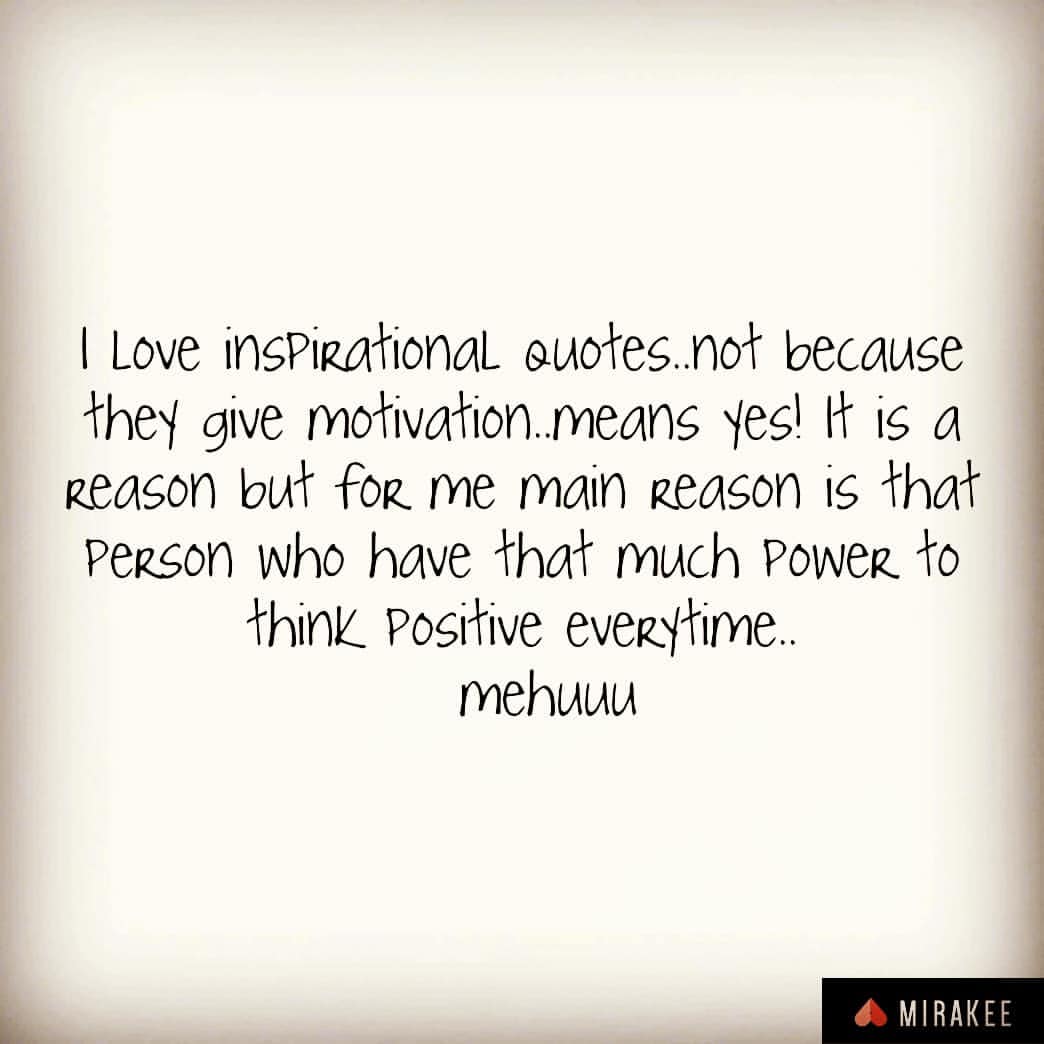 I Love insPiRationaL Quotes..not because
they give motivation..means yes! It is a
Reason but foR me main Reason is that
PeRson who have that much PoweR to
thinK Positive eveRytime..
mehuuu
MIRAKEE